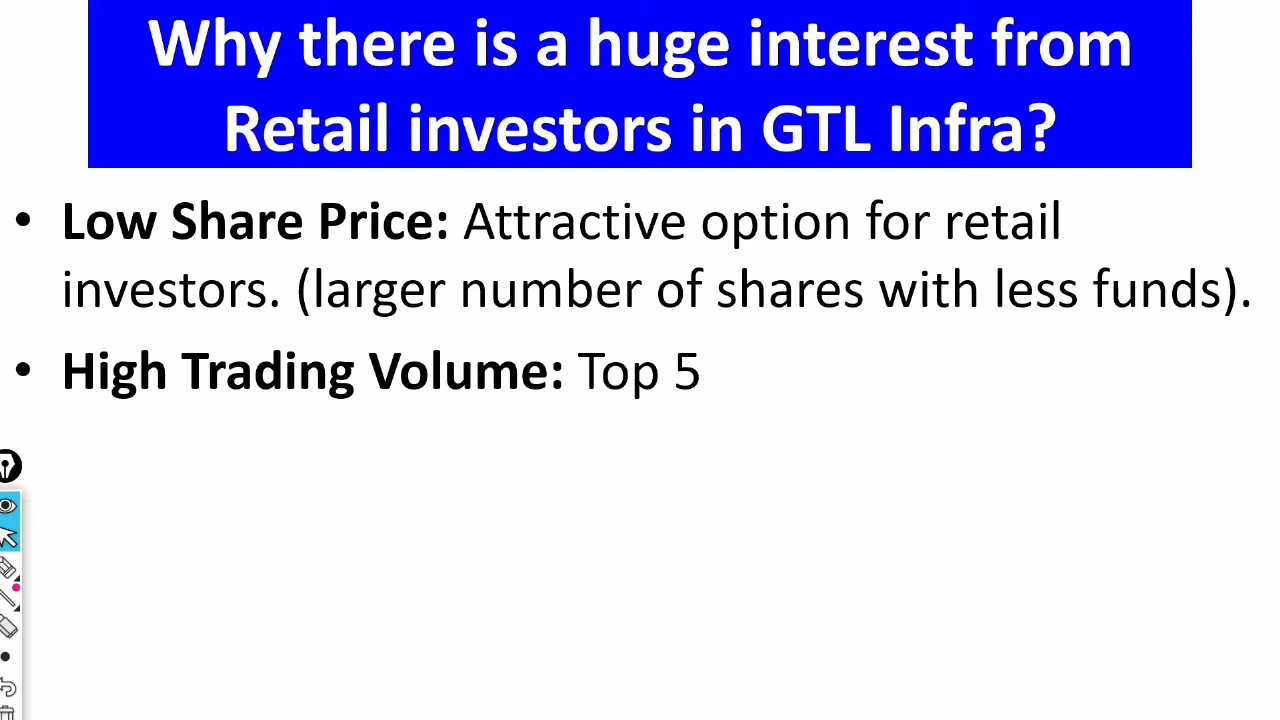 Why there is a huge interest from
Retail investors in GTL Infra?
• Low Share Price: Attractive option for retail
investors. (larger number of shares with less funds).
• High Trading Volume: Top 5